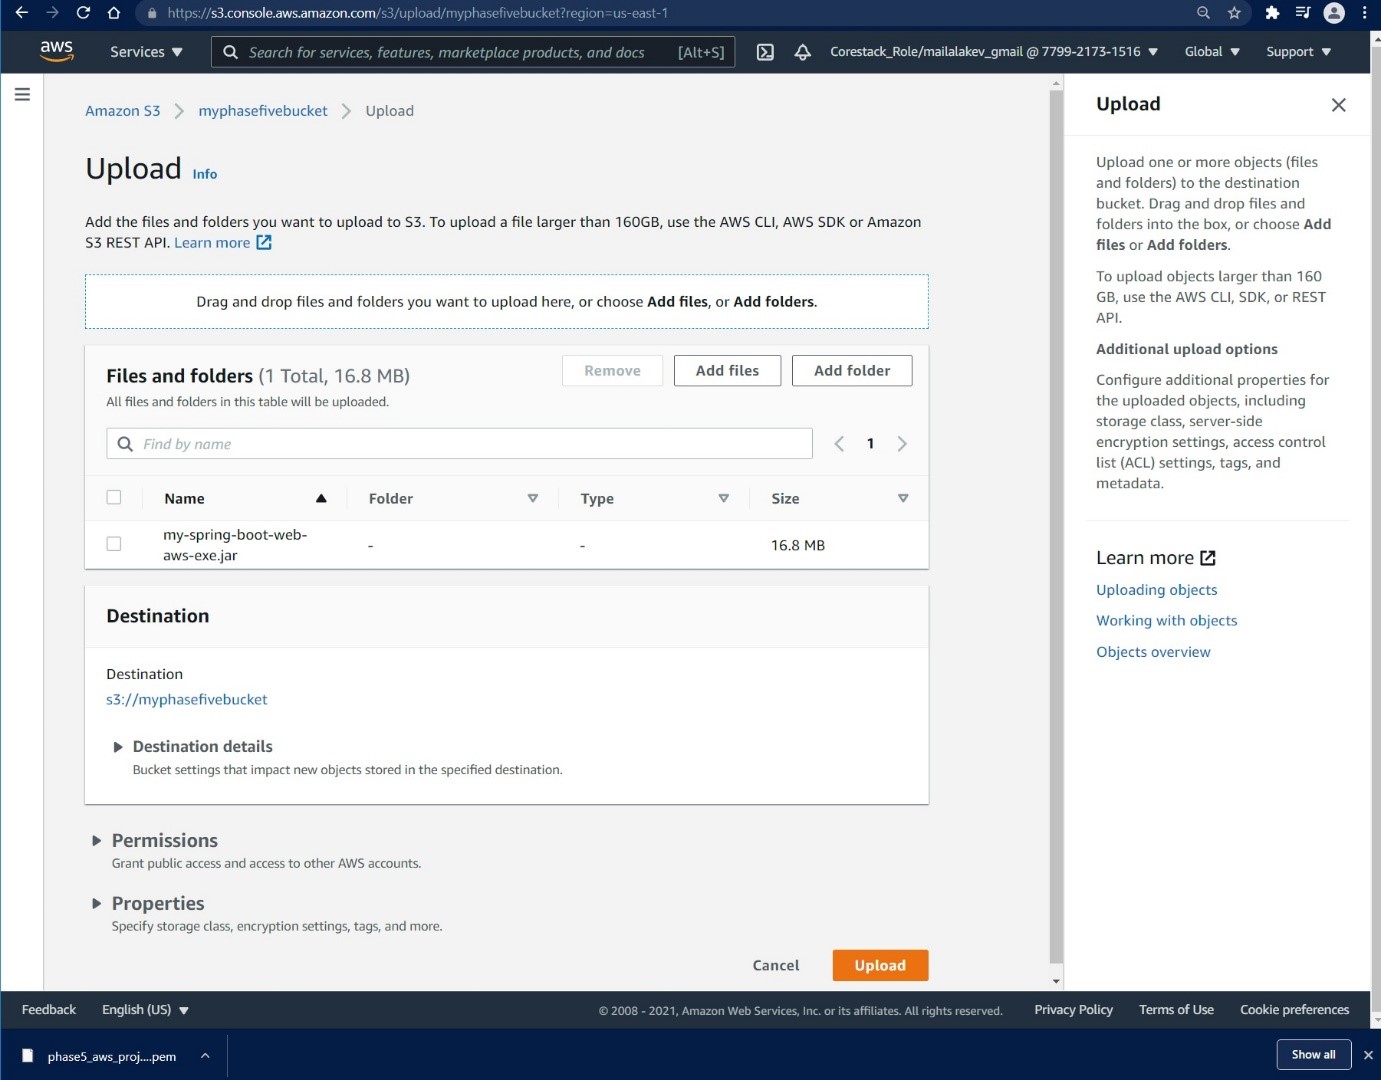 https://s3.console.aws.amazon.com/s3/upload/myphasefivebucket?region=us-east-1
aws
Services
Search for services, features, marketplace products, and docs [Alt+S]
Corestack_Role/mailalakev_gmail @ 7799-2173-1516
Global
Support
Amazon S3
myphasefivebucket
Upload
Upload Info
Add the files and folders you want to upload to S3. To upload a file larger than 160GB, use the AWS CLI, AWS SDK or Amazon
S3 REST API. Learn more
Drag and drop files and folders you want to upload here, or choose Add files, or Add folders.
Files and folders (1 Total, 16.8 MB)
All files and folders in this table will be uploaded.
Remove
Add files
Add folder
Find by name
1
Name
Folder
Type
Size
my-spring-boot-web-
aws-exe.jar
-
-
16.8 MB
Destination
Destination
s3://myphasefivebucket
Destination details
Bucket settings that impact new objects stored in the specified destination.
Permissions
Grant public access and access to other AWS accounts.
Properties
Specify storage class, encryption settings, tags, and more.
Cancel
Upload
Upload
Upload one or more objects (files
and folders) to the destination
bucket. Drag and drop files and
folders into the box, or choose Add
files or Add folders.
To upload objects larger than 160
GB, use the AWS CLI, SDK, or REST
API.
Additional upload options
Configure additional properties for
the uploaded objects, including
storage class, server-side
encryption settings, access control
list (ACL) settings, tags, and
metadata.
Learn more
Uploading objects
Working with objects
Objects overview
Feedback
English (US)
© 2008 - 2021, Amazon Web Services, Inc. or its affiliates. All rights reserved.
Privacy Policy
Terms of Use
Cookie preferences
phase5_aws_proj....pem
Show all